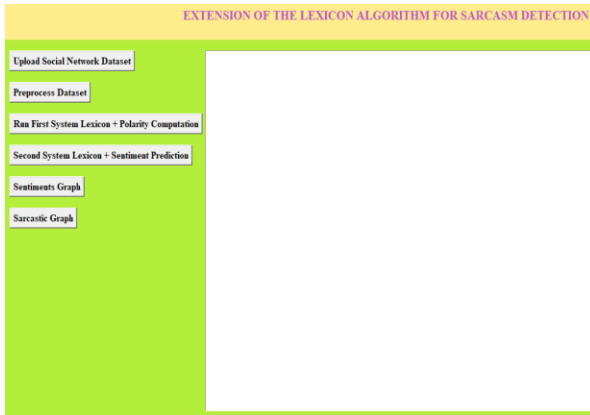 EXTENSION OF THE LEXICON ALGORITHM FOR SARCASM DETECTION
Upload Social Network Dataset
Preprocess Dataset
Run First System Lexicon + Polarity Computation
Second System Lexicon + Sentiment Prediction
Sentiments Graph
Sarcastic Graph